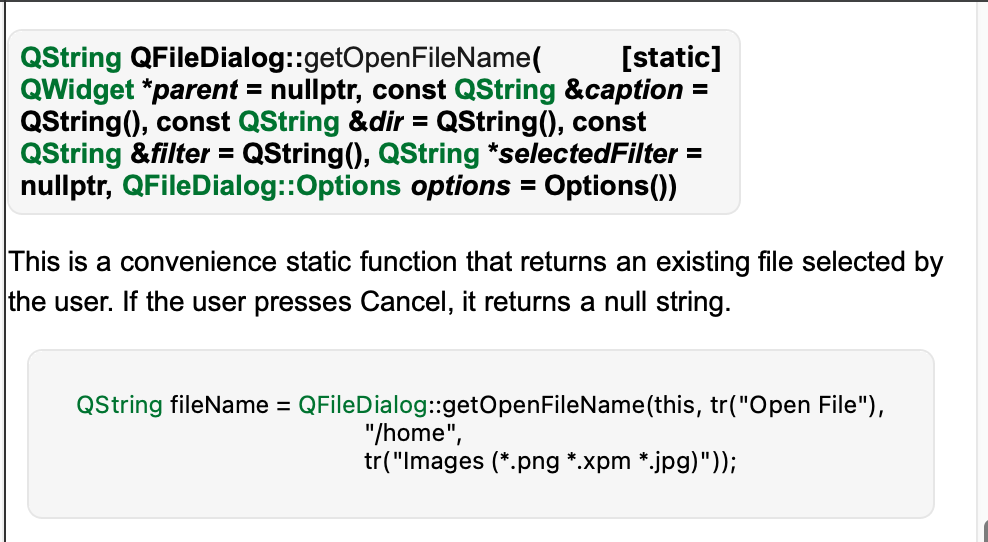 QString QFileDialog::getOpenFileName( [static]
QWidget *parent = nullptr, const QString &caption =
QString(), const QString &dir = QString(), const
QString &filter = QString(), QString *selectedFilter =
nullptr, QFileDialog::Options options = Options())
This is a convenience static function that returns an existing file selected by
the user. If the user presses Cancel, it returns a null string.
QString fileName = QFileDialog::getOpenFileName(this, tr("Open File"),
"/home",
tr("Images (*.png *.xpm *.jpg)"));